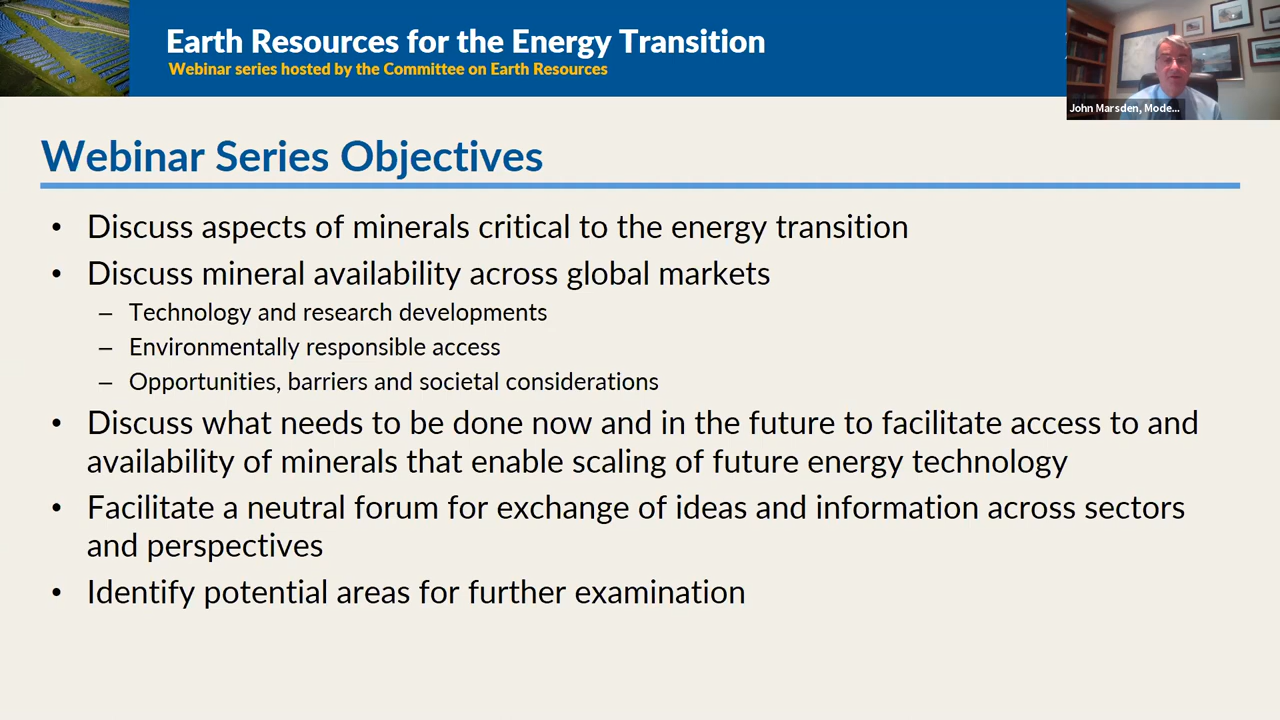 Earth Resources for the Energy Transition
Webinar series hosted by the Committee on Earth Resources
John Marsden, Mode...
Webinar Series Objectives
• Discuss aspects of minerals critical to the energy transition
• Discuss mineral availability across global markets
– Technology and research developments
– Environmentally responsible access
– Opportunities, barriers and societal considerations
• Discuss what needs to be done now and in the future to facilitate access to and
availability of minerals that enable scaling of future energy technology
• Facilitate a neutral forum for exchange of ideas and information across sectors
and perspectives
• Identify potential areas for further examination